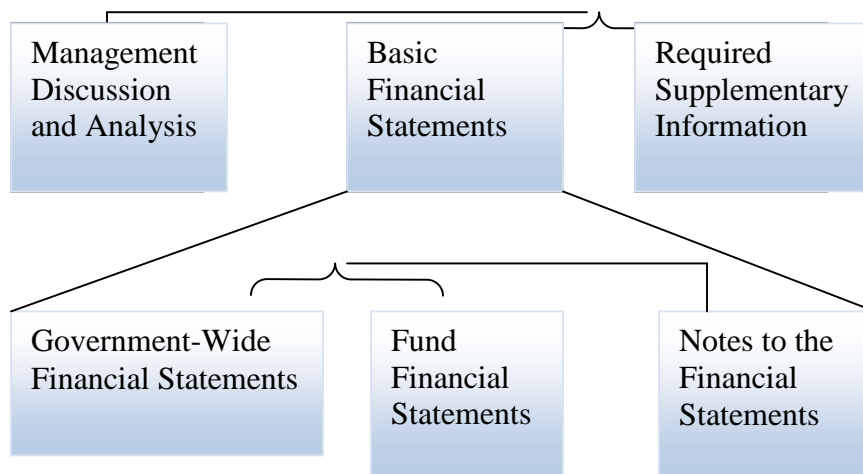 Management
Discussion
and Analysis
Basic
Financial
Statements
Required
Supplementary
Information
Government-Wide
Financial Statements
Fund
Financial
Statements
Notes to the
Financial
Statements